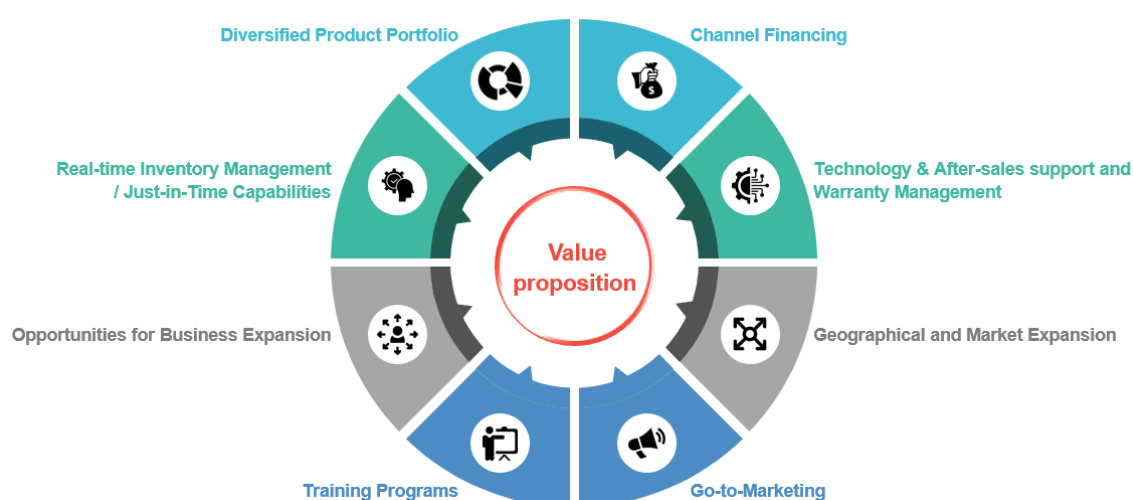 Diversified Product Portfolio
Channel Financing
Real-time Inventory Management
/ Just-in-Time Capabilities
Technology & After-sales support and
Warranty Management
Value
proposition
Opportunities for Business Expansion
Geographical and Market Expansion
Training Programs
Go-to-Marketing
$